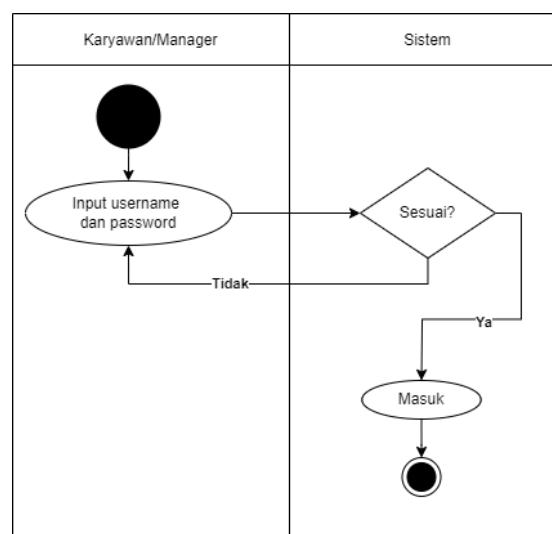 Karyawan/Manager
Sistem
Input username
dan password
Sesuai?
Tidak
Ya
Masuk